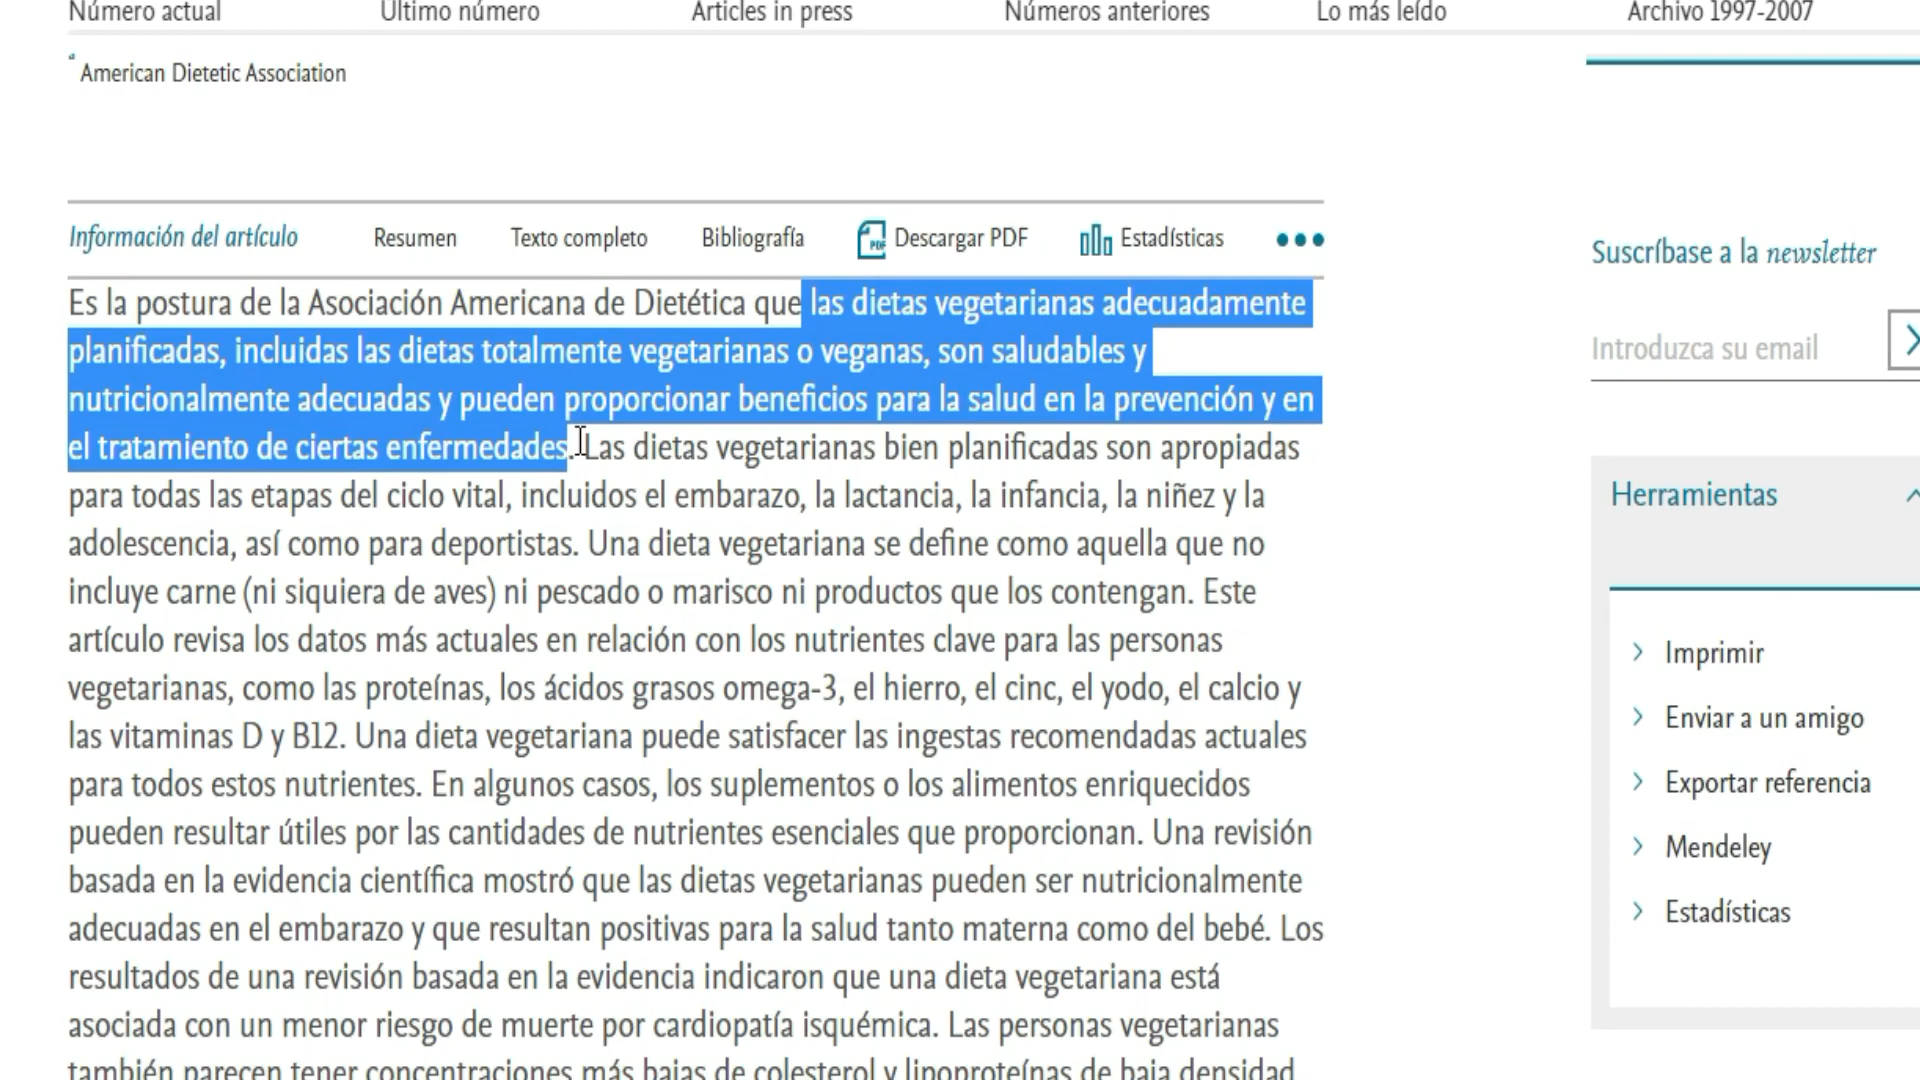 Número actual
Último número
Articles in press
Números anteriores
Lo más leído
Archivo 1997-2007
a American Dietetic Association
Información del artículo
Resumen
Texto completo
Bibliografía
PDF Descargar PDF
Estadísticas
Es la postura de la Asociación Americana de Dietética que las dietas vegetarianas adecuadamente
planificadas, incluidas las dietas totalmente vegetarianas o veganas, son saludables y
nutricionalmente adecuadas y pueden proporcionar beneficios para la salud en la prevención y en
el tratamiento de ciertas enfermedades. Las dietas vegetarianas bien planificadas son apropiadas
para todas las etapas del ciclo vital, incluidos el embarazo, la lactancia, la infancia, la niñez y la
adolescencia, así como para deportistas. Una dieta vegetariana se define como aquella que no
incluye carne (ni siquiera de aves) ni pescado o marisco ni productos que los contengan. Este
artículo revisa los datos más actuales en relación con los nutrientes clave para las personas
vegetarianas, como las proteínas, los ácidos grasos omega-3, el hierro, el cinc, el yodo, el calcio y
las vitaminas D y B12. Una dieta vegetariana puede satisfacer las ingestas recomendadas actuales
para todos estos nutrientes. En algunos casos, los suplementos o los alimentos enriquecidos
pueden resultar útiles por las cantidades de nutrientes esenciales que proporcionan. Una revisión
basada en la evidencia científica mostró que las dietas vegetarianas pueden ser nutricionalmente
adecuadas en el embarazo y que resultan positivas para la salud tanto materna como del bebé. Los
resultados de una revisión basada en la evidencia indicaron que una dieta vegetariana está
asociada con un menor riesgo de muerte por cardiopatía isquémica. Las personas vegetarianas
también parecen tener concentraciones más bajas de colesterol y lipoproteínas de baja densidad
Suscríbase a la newsletter
Introduzca su email
Herramientas
Imprimir
Enviar a un amigo
Exportar referencia
Mendeley
Estadísticas